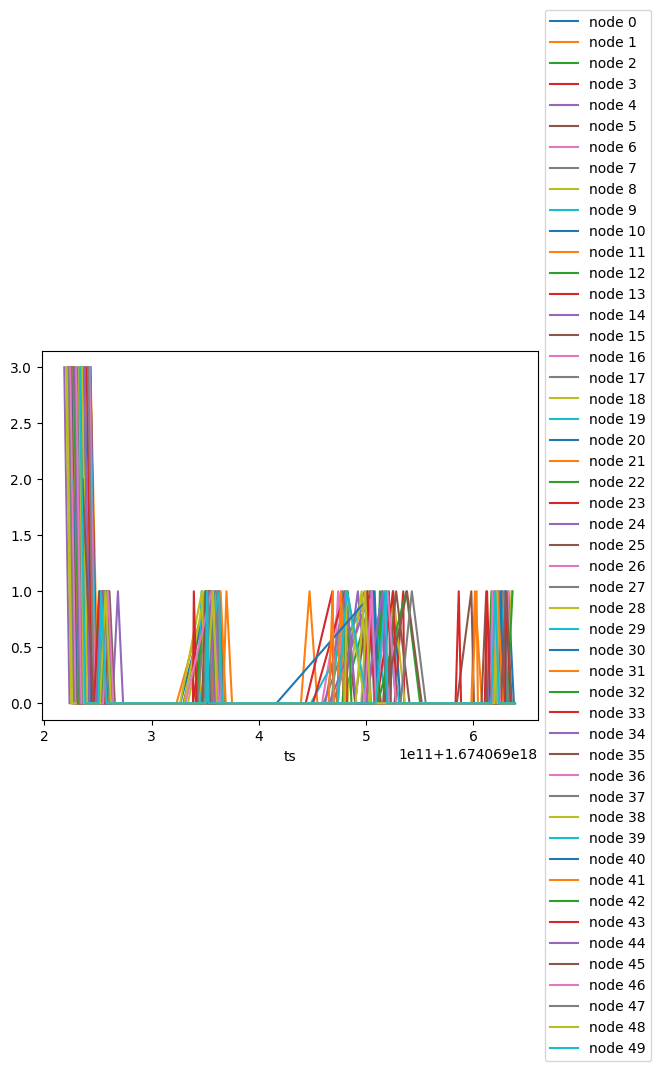 3.0
2.5
2.0
1.5
1.0
0.5
0.0
2 3 4 5 6
ts
1e11+1.674069e18
node 0
node 1
node 2
node 3
node 4
node 5
node 6
node 7
node 8
node 9
node 10
node 11
node 12
node 13
node 14
node 15
node 16
node 17
node 18
node 19
node 20
node 21
node 22
node 23
node 24
node 25
node 26
node 27
node 28
node 29
node 30
node 31
node 32
node 33
node 34
node 35
node 36
node 37
node 38
node 39
node 40
node 41
node 42
node 43
node 44
node 45
node 46
node 47
node 48
node 49